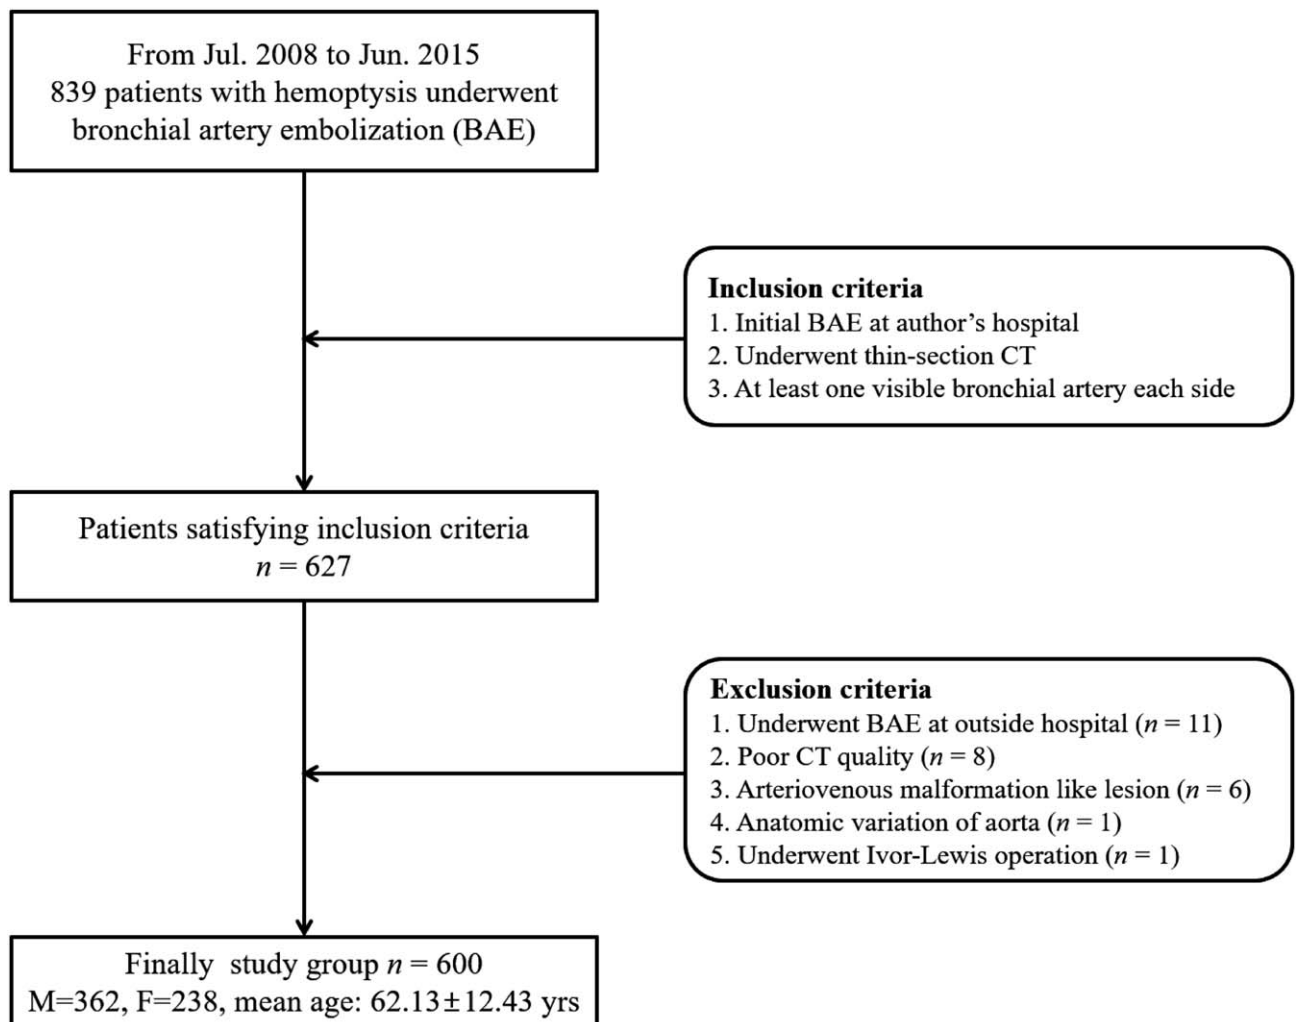 From Jul. 2008 to Jun. 2015
839 patients with hemoptysis underwent
bronchial artery embolization (BAE)
Inclusion criteria
1. Initial BAE at author’s hospital
2. Underwent thin-section CT
3. At least one visible bronchial artery each side
Patients satisfying inclusion criteria
n = 627
Exclusion criteria
1. Underwent BAE at outside hospital (n = 11)
2. Poor CT quality (n = 8)
3. Arteriovenous malformation like lesion (n = 6)
4. Anatomic variation of aorta (n = 1)
5. Underwent Ivor-Lewis operation (n = 1)
Finally study group n = 600
M=362, F=238, mean age: 62.13±12.43 yrs